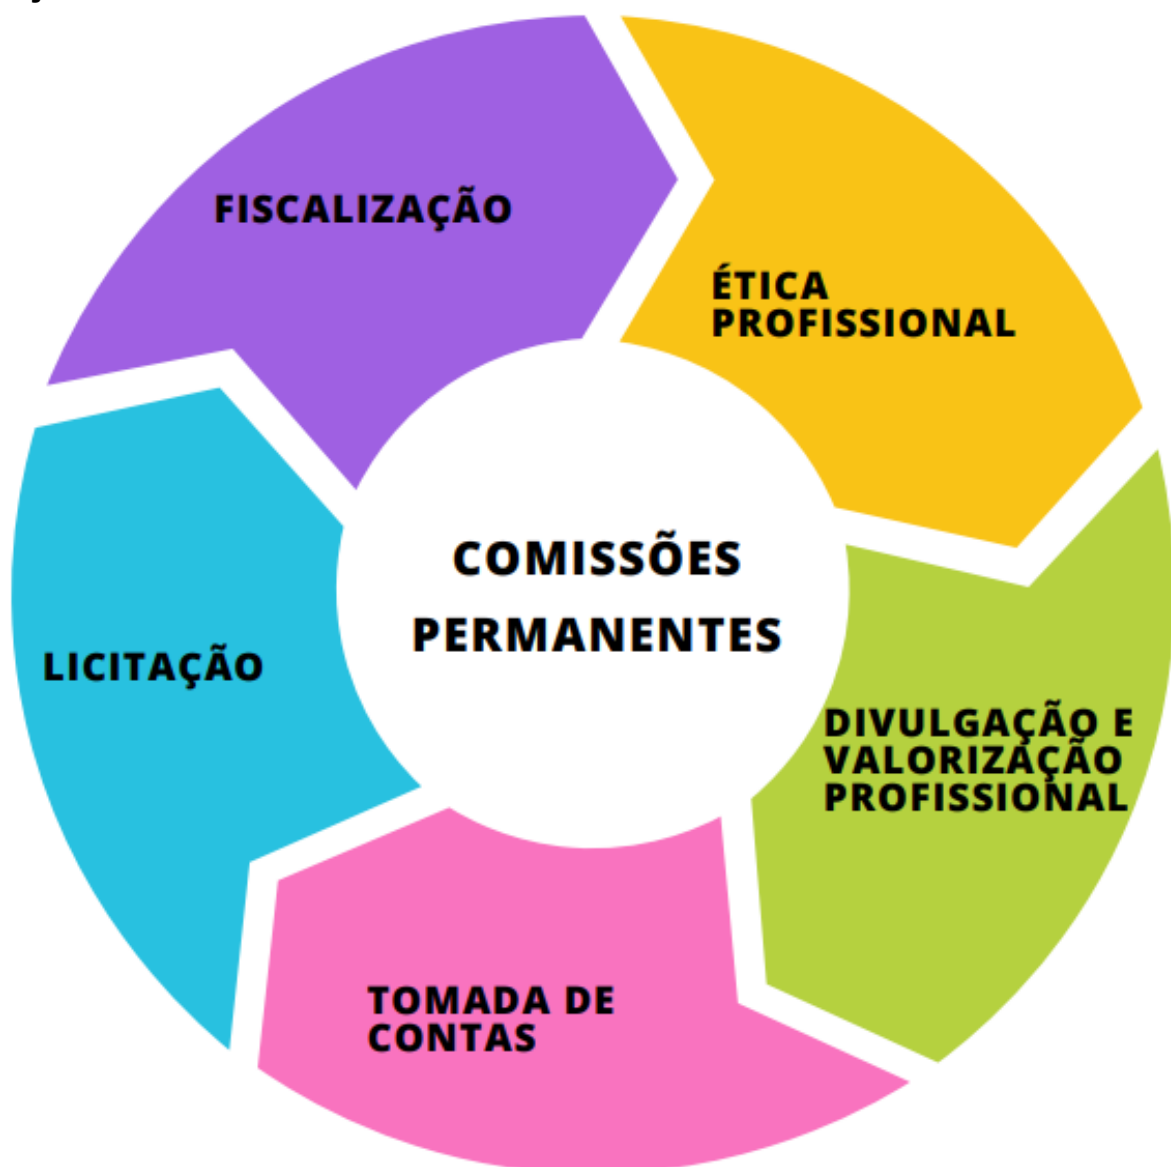 FISCALIZAÇÃO
ÉTICA
PROFISSIONAL
COMISSÕES
PERMANENTES
LICITAÇÃO
DIVULGAÇÃO E
VALORIZAÇÃO
PROFISSIONAL
TOMADA DE
CONTAS